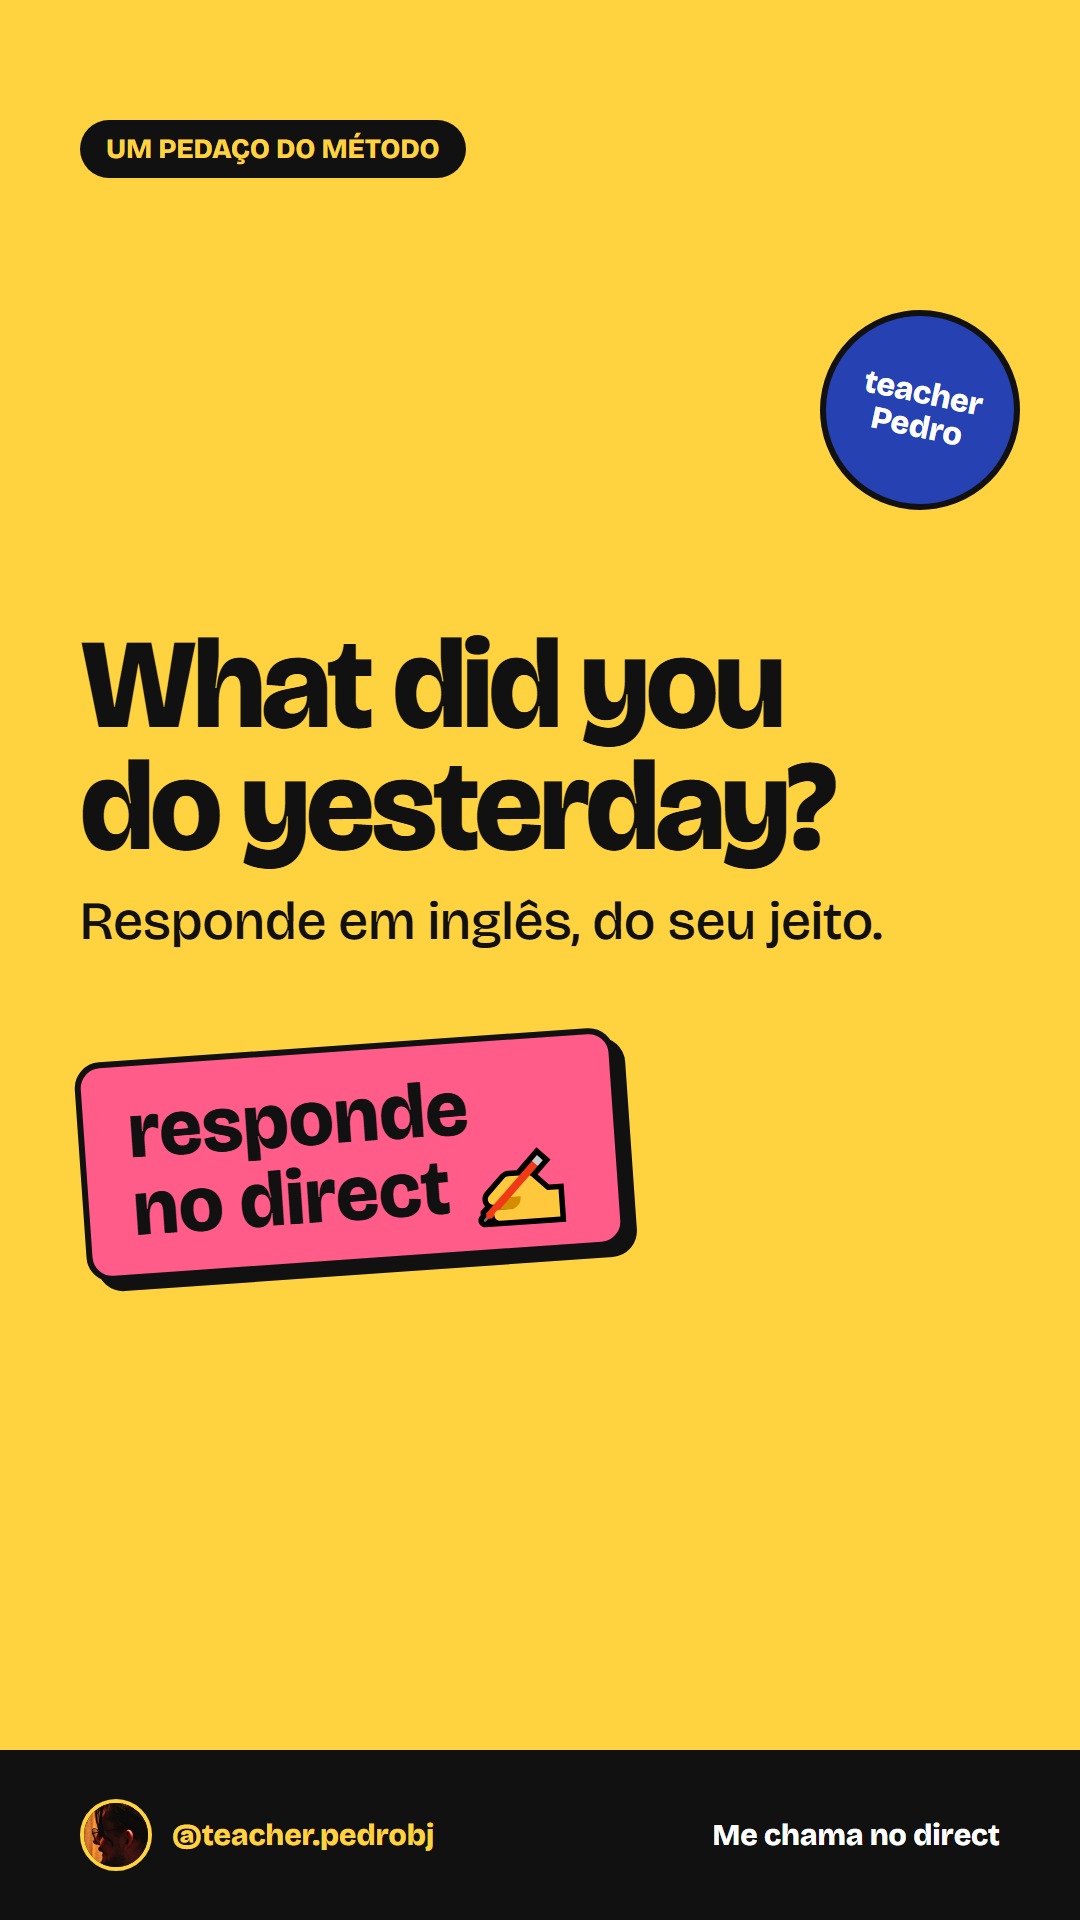 UM PEDAÇO DO MÉTODO
teacher
Pedro
What did you
do yesterday?
Responde em inglês, do seu jeito.
responde
no direct ✍️
@teacher.pedrobj
Me chama no direct